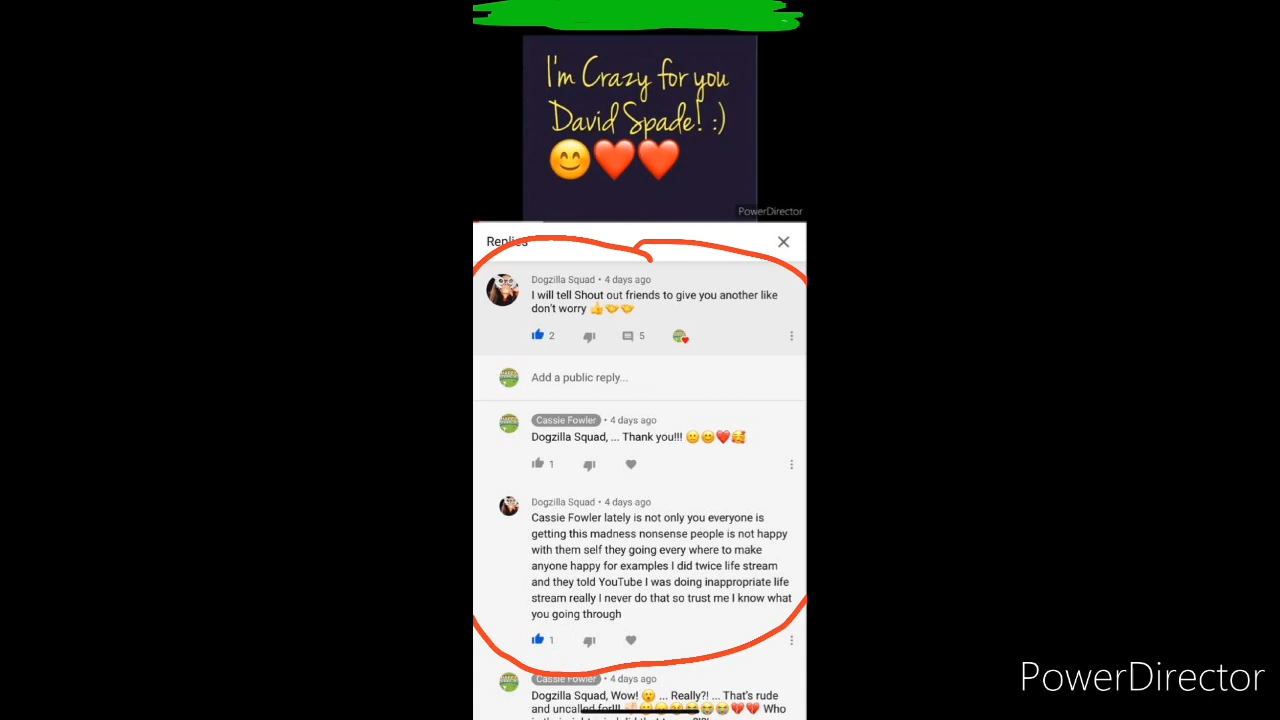 I'm Crazy for you
David Spade! :)
😊❤️❤️
PowerDirector
Replies
Dogzilla Squad • 4 days ago
I will tell Shout out friends to give you another like
don't worry 👍🤝🤝
2 5
Add a public reply...
Cassie Fowler • 4 days ago
Dogzilla Squad, ... Thank you!!! 🙂😊❤️🥰
1
Dogzilla Squad • 4 days ago
Cassie Fowler lately is not only you everyone is
getting this madness nonsense people is not happy
with them self they going every where to make
anyone happy for examples I did twice life stream
and they told YouTube I was doing inappropriate life
stream really I never do that so trust me I know what
you going through
1
Cassie Fowler • 4 days ago
Dogzilla Squad, Wow! 😯 ... Really?! ... That's rude
and uncalled for!!! Who
PowerDirector